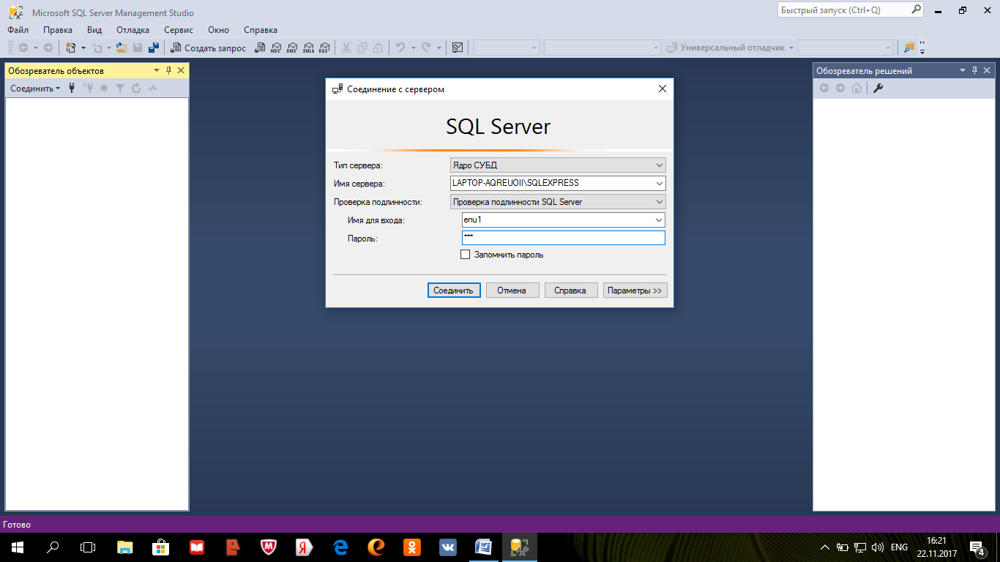 Microsoft SQL Server Management Studio
Быстрый запуск (Ctrl+Q)
Файл Правка Вид Отладка Сервис Окно Справка
Создать запрос MDX DMX XMLA DAX Универсальный отладчик
Обозреватель объектов
Соединить
Обозреватель решений
Соединение с сервером
SQL Server
Тип сервера: Ядро СУБД
Имя сервера: LAPTOP-AQREUOII\SQLEXPRESS
Проверка подлинности: Проверка подлинности SQL Server
Имя для входа: enu1
Пароль: ***
Запомнить пароль
Соединить Отмена Справка Параметры >>
Готово
ENG
16:21
22.11.2017
4